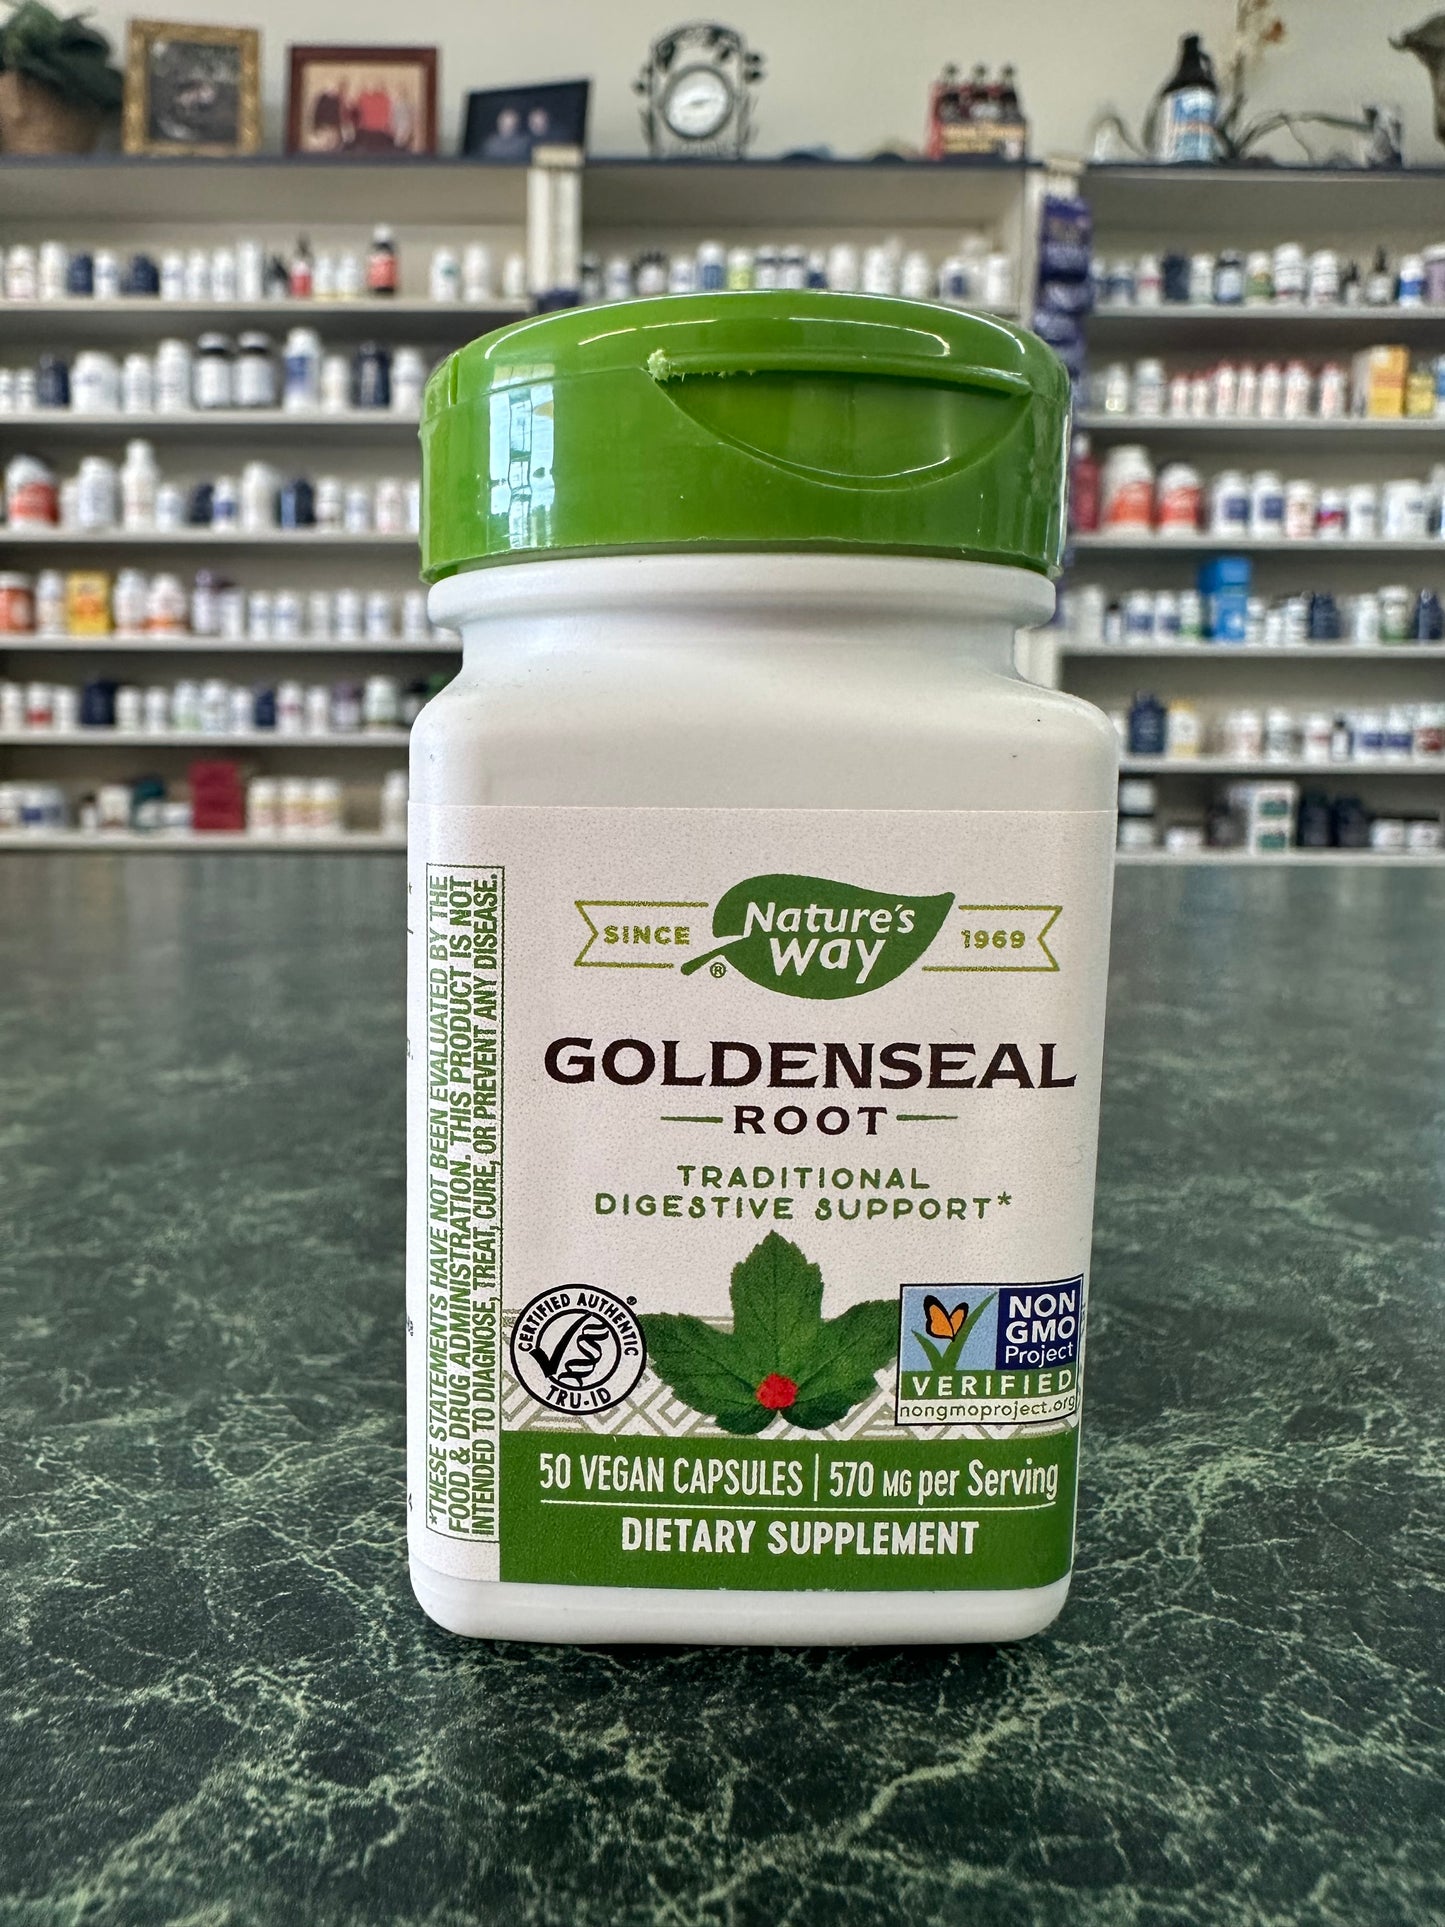 SINCE
Nature's
Way
®
1969
GOLDENSEAL
ROOT
TRADITIONAL
DIGESTIVE SUPPORT*
CERTIFIED AUTHENTIC
®
TRU-ID
NON
GMO
Project
VERIFIED
nongmoproject.org
50 VEGAN CAPSULES | 570 MG per Serving
DIETARY SUPPLEMENT
*THESE STATEMENTS HAVE NOT BEEN EVALUATED BY THE
FOOD & DRUG ADMINISTRATION. THIS PRODUCT IS NOT
INTENDED TO DIAGNOSE, TREAT, CURE, OR PREVENT ANY DISEASE.